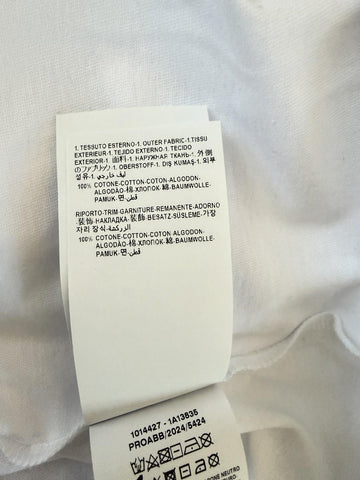 1. TESSUTO ESTERNO-1. OUTER FABRIC-1.TISSU
EXTERIEUR-1. TEJIDO EXTERNO-1. TECIDO
EXTERIOR-1. 面料-1. НАРУЖНАЯ ТКАНЬ-1. 外側
のファブリック-1. OBERSTOFF-1. DIŞ KUMAŞ-1. 외부
섬유-1. ليف خارجي
100% COTONE-COTTON-COTON-ALGODON-
ALGODÃO-棉-ХЛОПОК-綿-BAUMWOLLE-
PAMUK-면-قطن
RIPORTO-TRIM-GARNITURE-REMANENTE-ADORNO
-装饰-НАКЛАДКА-装飾-BESATZ-SÜSLEME-가장
자리 장식-الزركشة
100% COTONE-COTTON-COTON-ALGODON-
ALGODÃO-棉-ХЛОПОК-綿-BAUMWOLLE-
PAMUK-면-قطن
1014427 - 1A13835
PROABB/2024/5424
SAPONE NEUTRO